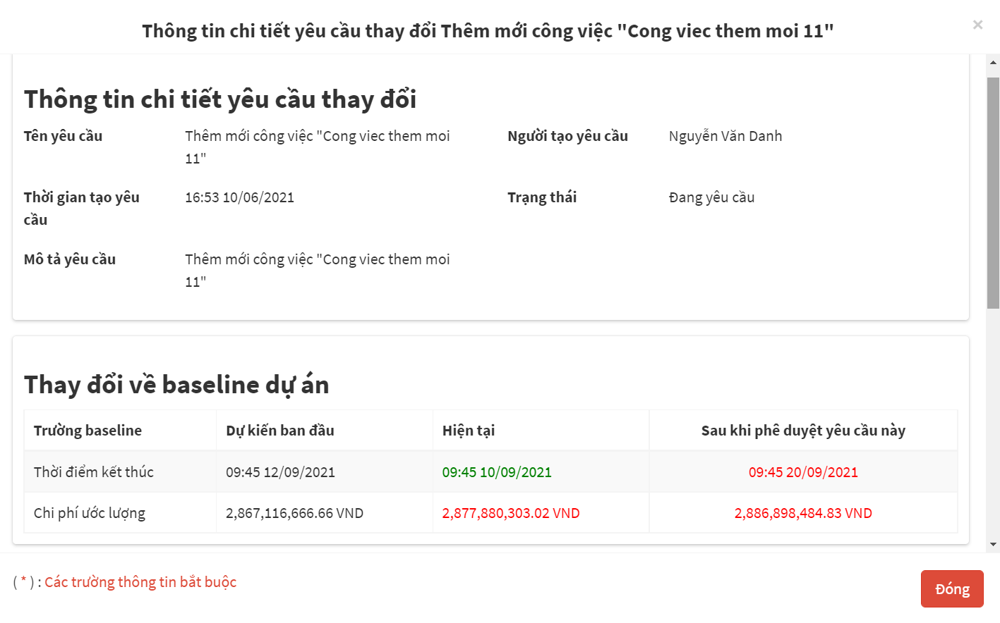 Thông tin chi tiết yêu cầu thay đổi Thêm mới công việc "Cong viec them moi 11"
×
Thông tin chi tiết yêu cầu thay đổi
Tên yêu cầu
Thêm mới công việc "Cong viec them moi
11"
Người tạo yêu cầu
Nguyễn Văn Danh
Thời gian tạo yêu
cầu
16:53 10/06/2021
Trạng thái
Đang yêu cầu
Mô tả yêu cầu
Thêm mới công việc "Cong viec them moi
11"
Thay đổi về baseline dự án
Trường baseline Dự kiến ban đầu Hiện tại Sau khi phê duyệt yêu cầu này
Thời điểm kết thúc 09:45 12/09/2021 09:45 10/09/2021 09:45 20/09/2021
Chi phí ước lượng 2,867,116,666.66 VND 2,877,880,303.02 VND 2,886,898,484.83 VND
( * ) : Các trường thông tin bắt buộc
Đóng